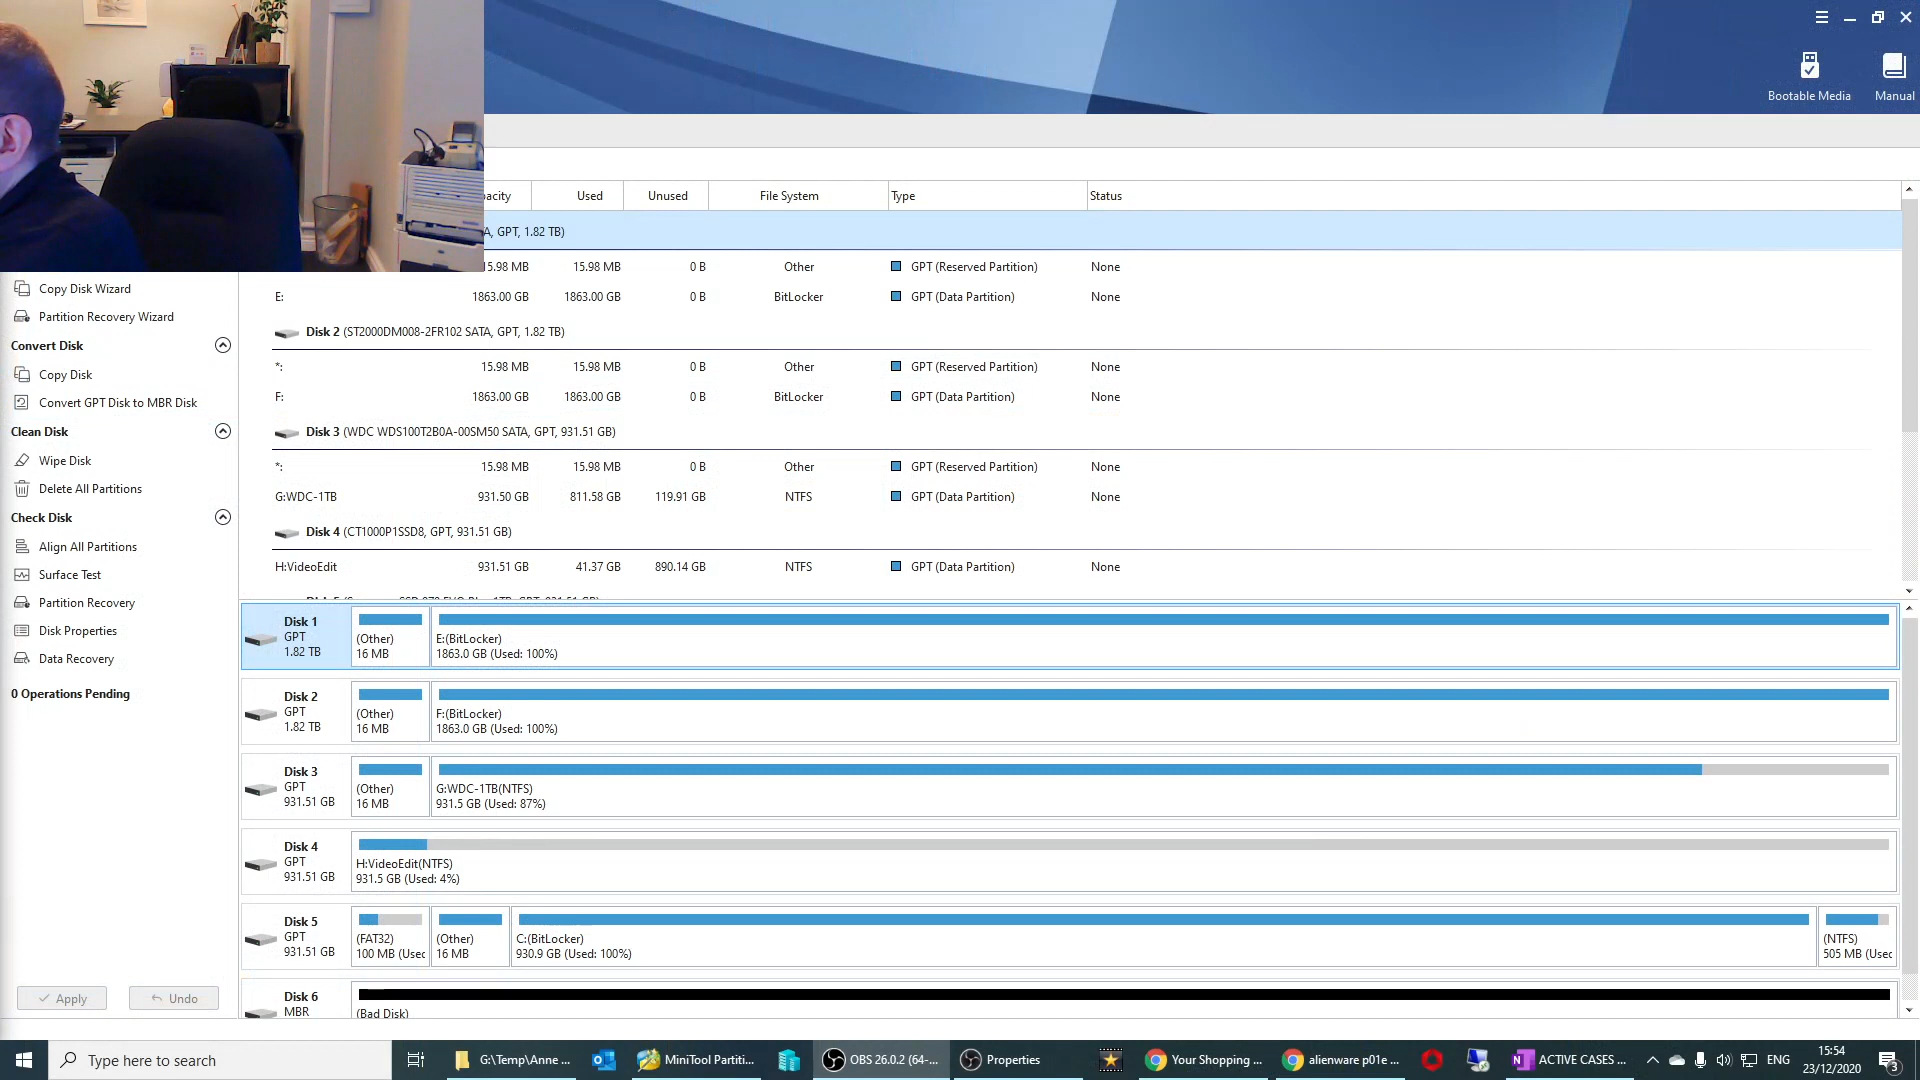 Bootable Media
Manual
Used
Unused
File System
Type
Status
GPT, 1.82 TB)
15.98 MB 15.98 MB 0 B Other GPT (Reserved Partition) None
E: 1863.00 GB 1863.00 GB 0 B BitLocker GPT (Data Partition) None
Disk 2 (ST2000DM008-2FR102 SATA, GPT, 1.82 TB)
*: 15.98 MB 15.98 MB 0 B Other GPT (Reserved Partition) None
F: 1863.00 GB 1863.00 GB 0 B BitLocker GPT (Data Partition) None
Disk 3 (WDC WDS100T2B0A-00SM50 SATA, GPT, 931.51 GB)
*: 15.98 MB 15.98 MB 0 B Other GPT (Reserved Partition) None
G:WDC-1TB 931.50 GB 811.58 GB 119.91 GB NTFS GPT (Data Partition) None
Disk 4 (CT1000P1SSD8, GPT, 931.51 GB)
H:VideoEdit 931.51 GB 41.37 GB 890.14 GB NTFS GPT (Data Partition) None
Copy Disk Wizard
Partition Recovery Wizard
Convert Disk
Copy Disk
Convert GPT Disk to MBR Disk
Clean Disk
Wipe Disk
Delete All Partitions
Check Disk
Align All Partitions
Surface Test
Partition Recovery
Disk Properties
Data Recovery
0 Operations Pending
Apply
Undo
Disk 1
GPT
1.82 TB
(Other)
16 MB
E:(BitLocker)
1863.0 GB (Used: 100%)
Disk 2
GPT
1.82 TB
(Other)
16 MB
F:(BitLocker)
1863.0 GB (Used: 100%)
Disk 3
GPT
931.51 GB
(Other)
16 MB
G:WDC-1TB(NTFS)
931.5 GB (Used: 87%)
Disk 4
GPT
931.51 GB
H:VideoEdit(NTFS)
931.5 GB (Used: 4%)
Disk 5
GPT
931.51 GB
(FAT32)
100 MB (Usec
(Other)
16 MB
C:(BitLocker)
930.9 GB (Used: 100%)
(NTFS)
505 MB (Usec
Disk 6
MBR
(Bad Disk)
Type here to search
G:\Temp\Anne ...
MiniTool Partiti...
OBS 26.0.2 (64-...
Properties
Your Shopping ...
alienware p01e ...
ACTIVE CASES ...
ENG
15:54
23/12/2020
3